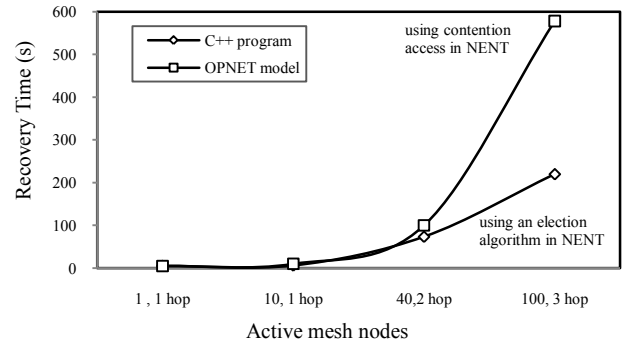 600
500
400
300
200
100
0
Recovery Time (s)
C++ program
OPNET model
using contention
access in NENT
using an election
algorithm in NENT
1 , 1 hop
10, 1 hop
40,2 hop
100, 3 hop
Active mesh nodes